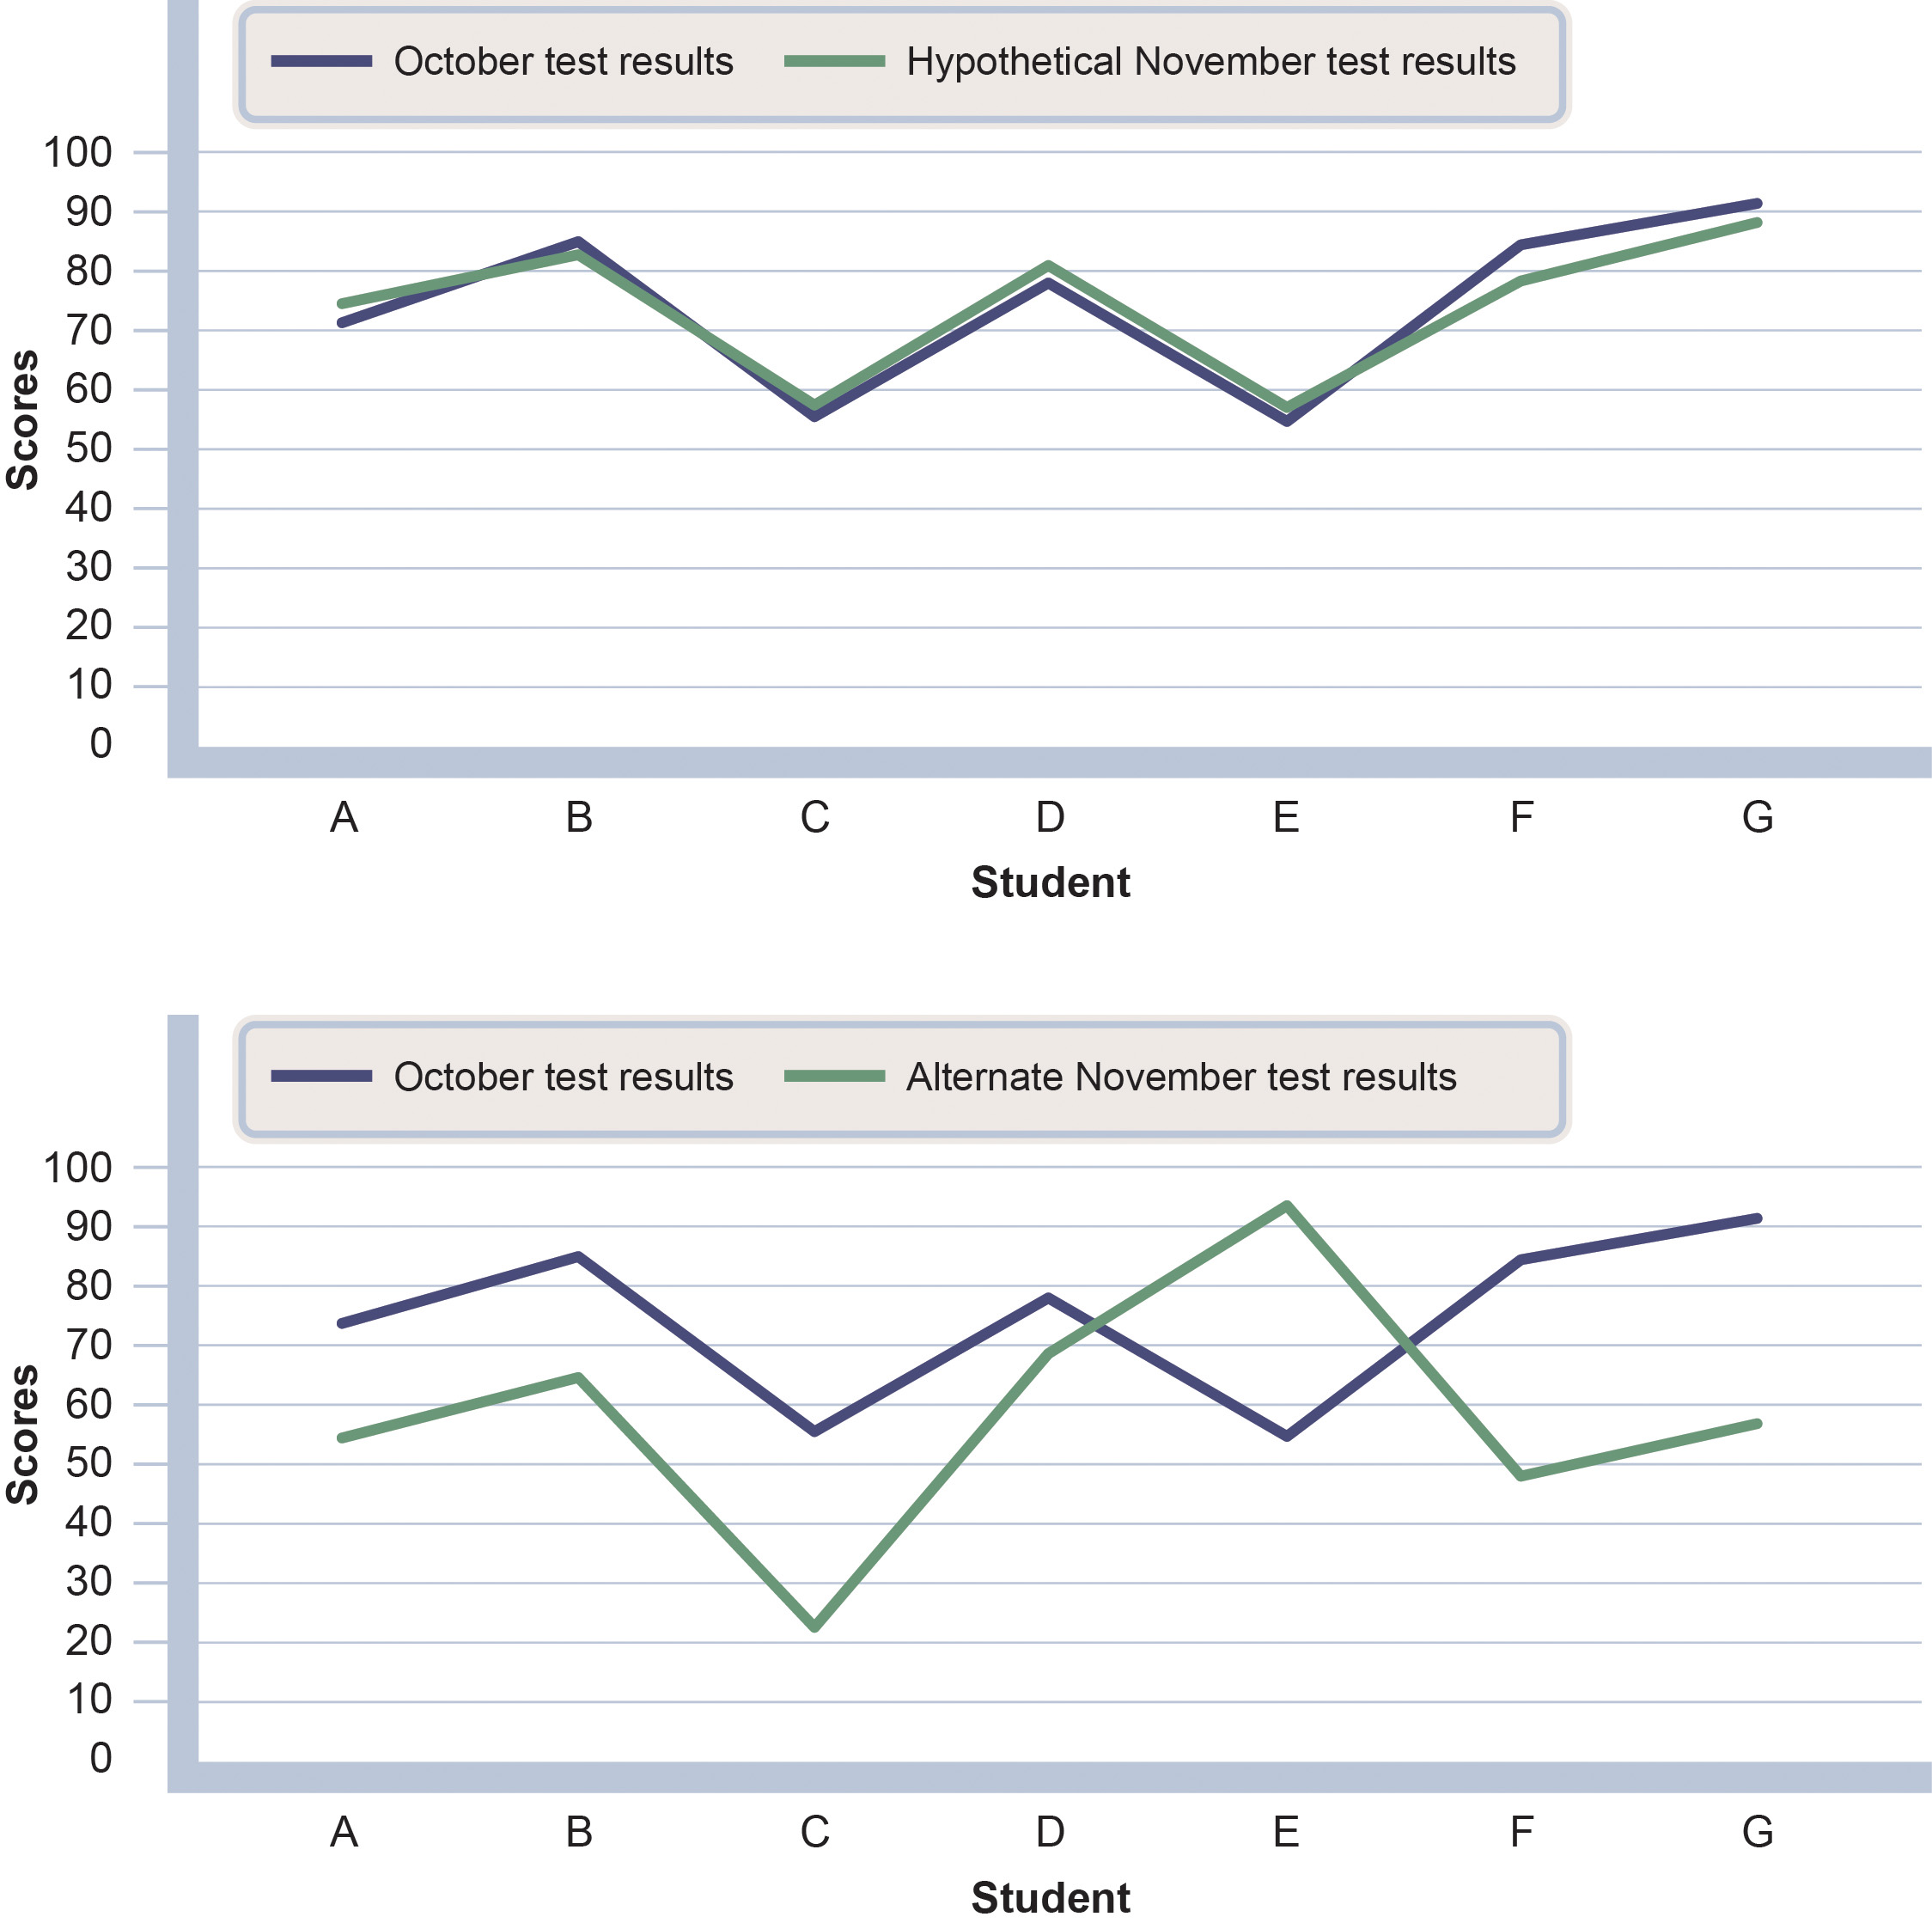 October test results Hypothetical November test results
100
90
80
70
60
50
40
30
20
10
0
Scores
A B C D E F G
Student
October test results Alternate November test results
100
90
80
70
60
50
40
30
20
10
0
Scores
A B C D E F G
Student